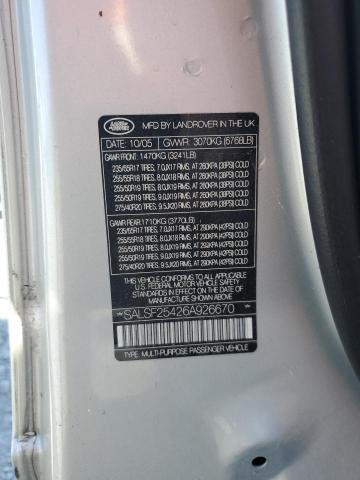 LAND ROVER
MFD. BY LANDROVER IN THE UK
DATE: 10/05 GVWR: 3070KG (6768LB)
GAWR FRONT: 1470KG (3241LB)
235/65R17 TIRES, 7.0JX17 RIMS, AT 260KPA (38PSI) COLD
255/55R18 TIRES, 8.0JX18 RIMS, AT 260KPA (38PSI) COLD
255/50R19 TIRES, 8.0JX19 RIMS, AT 260KPA (38PSI) COLD
255/50R19 TIRES, 9.0JX19 RIMS, AT 260KPA (38PSI) COLD
275/40R20 TIRES, 9.5JX20 RIMS, AT 260KPA (38PSI) COLD
GAWR REAR: 1710KG (3770LB)
235/65R17 TIRES, 7.0JX17 RIMS, AT 290KPA (42PSI) COLD
255/55R18 TIRES, 8.0JX18 RIMS, AT 290KPA (42PSI) COLD
255/50R19 TIRES, 8.0JX19 RIMS, AT 290KPA (42PSI) COLD
255/50R19 TIRES, 9.0JX19 RIMS, AT 290KPA (42PSI) COLD
275/40R20 TIRES, 9.5JX20 RIMS, AT 290KPA (42PSI) COLD
THIS VEHICLE CONFORMS TO ALL APPLICABLE
U.S. FEDERAL MOTOR VEHICLE SAFETY
STANDARDS IN EFFECT ON THE DATE OF
MANUFACTURE SHOWN ABOVE
SALSF25426A926670
TYPE: MULTI-PURPOSE PASSENGER VEHICLE